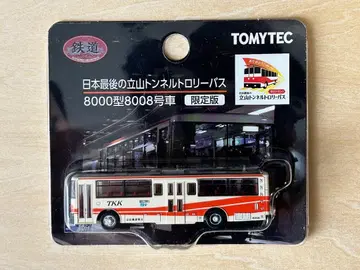 鉄道
TOMYTEC
日本最後の立山トンネルトロリーバス
8000型8008号車 限定版
立山トンネルトロリーバス
TKK